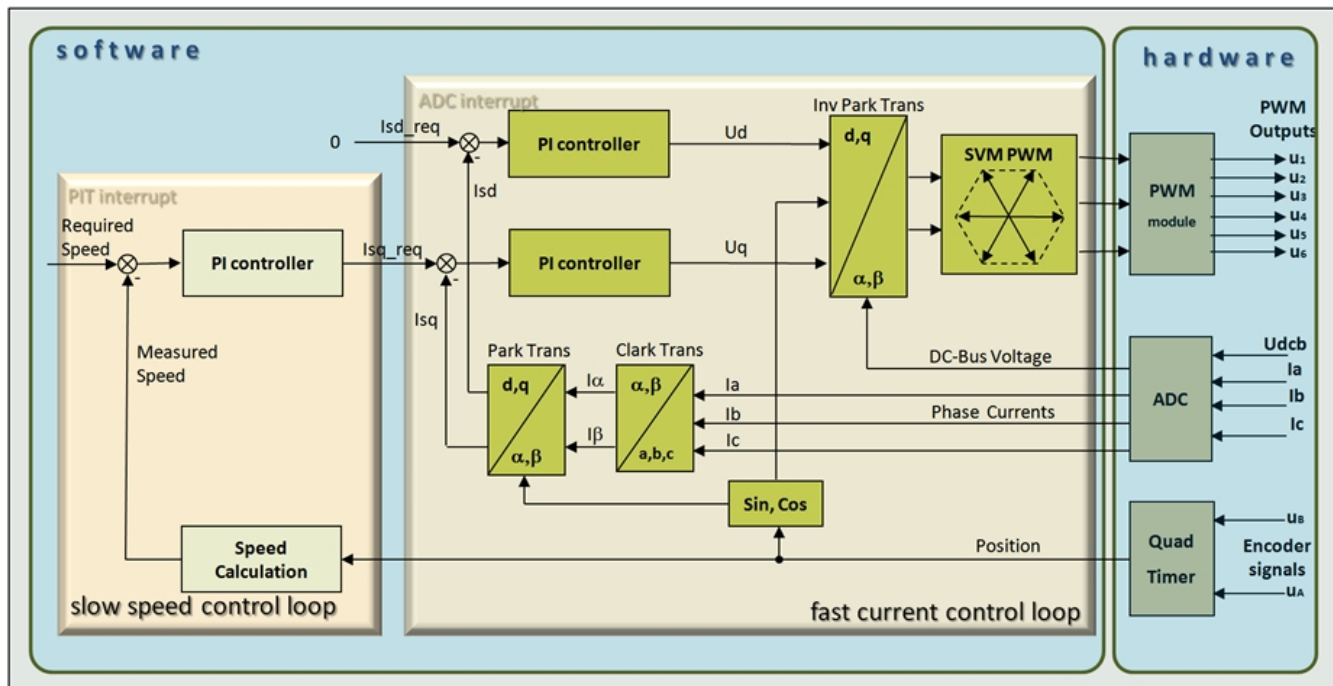 software
hardware
ADC interrupt
Inv Park Trans
PWM
Outputs
Isd_req
0
PI controller
Ud
d,q
α,β
SVM PWM
PWM
module
u₁
u₂
u₃
u₄
u₅
u₆
Isd
PIT interrupt
Required
Speed
PI controller
Isq_req
PI controller
Uq
Isq
Measured
Speed
Park Trans
Clark Trans
DC-Bus Voltage
ADC
Udcb
Ia
Ib
Ic
d,q
α,β
Iα
Iβ
α,β
a,b,c
Ia
Ib
Ic
Phase Currents
Sin, Cos
Position
Quad
Timer
uB
Encoder
signals
uA
Speed
Calculation
slow speed control loop
fast current control loop